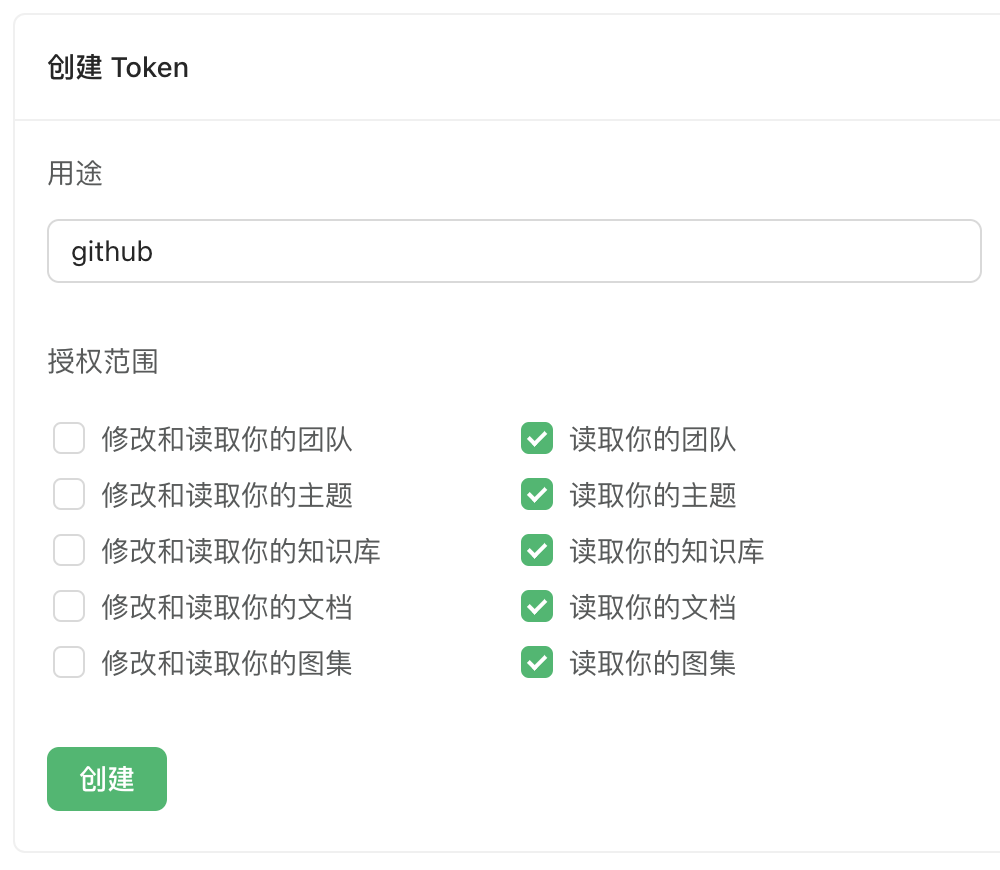 创建 Token
用途
github
授权范围
修改和读取你的团队 读取你的团队
修改和读取你的主题 读取你的主题
修改和读取你的知识库 读取你的知识库
修改和读取你的文档 读取你的文档
修改和读取你的图集 读取你的图集
创建